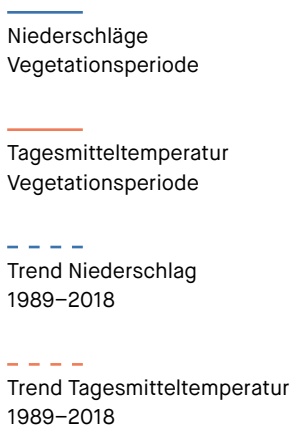 Niederschläge
Vegetationsperiode
Tagesmitteltemperatur
Vegetationsperiode
Trend Niederschlag
1989–2018
Trend Tagesmitteltemperatur
1989–2018